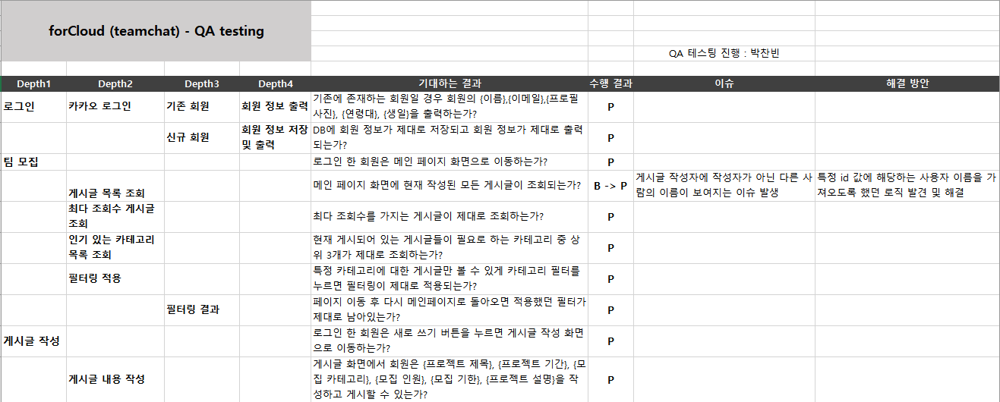 forCloud (teamchat) - QA testing
QA 테스팅 진행 : 박찬빈
Depth1 Depth2 Depth3 Depth4 기대하는 결과 수행 결과 이슈 해결 방안
로그인 카카오 로그인 기존 회원 회원 정보 출력
기존에 존재하는 회원일 경우 회원의 {이름},{이메일},{프로필
사진}, {연령대}, {생일}을 출력하는가?
P
신규 회원
회원 정보 저장
및 출력
DB에 회원 정보가 제대로 저장되고 회원 정보가 제대로 출력
되는가?
P
팀 모집 로그인 한 회원은 메인 페이지 화면으로 이동하는가? P
게시글 목록 조회
메인 페이지 화면에 현재 작성된 모든 게시글이 조회되는가?
B -> P
게시글 작성자에 작성자가 아닌 다른 사
람의 이름이 보여지는 이슈 발생
특정 id 값에 해당하는 사용자 이름을 가
져오도록 했던 로직 발견 및 해결
최다 조회수 게시글
조회
최다 조회수를 가지는 게시글이 제대로 조회하는가?
P
인기 있는 카테고리
목록 조회
현재 게시되어 있는 게시글들이 필요로 하는 카테고리 중 상
위 3개가 제대로 조회하는가?
P
필터링 적용
특정 카테고리에 대한 게시글만 볼 수 있게 카테고리 필터를
누르면 필터링이 제대로 적용되는가?
P
필터링 결과
페이지 이동 후 다시 메인페이지로 돌아오면 적용했던 필터가
제대로 남아있는가?
P
게시글 작성
로그인 한 회원은 새로 쓰기 버튼을 누르면 게시글 작성 화면
으로 이동하는가?
P
게시글 내용 작성
게시글 화면에서 회원은 {프로젝트 제목}, {프로젝트 기간}, {모
집 카테고리}, {모집 인원}, {모집 기한}, {프로젝트 설명}을 작
성하고 게시할 수 있는가?
P